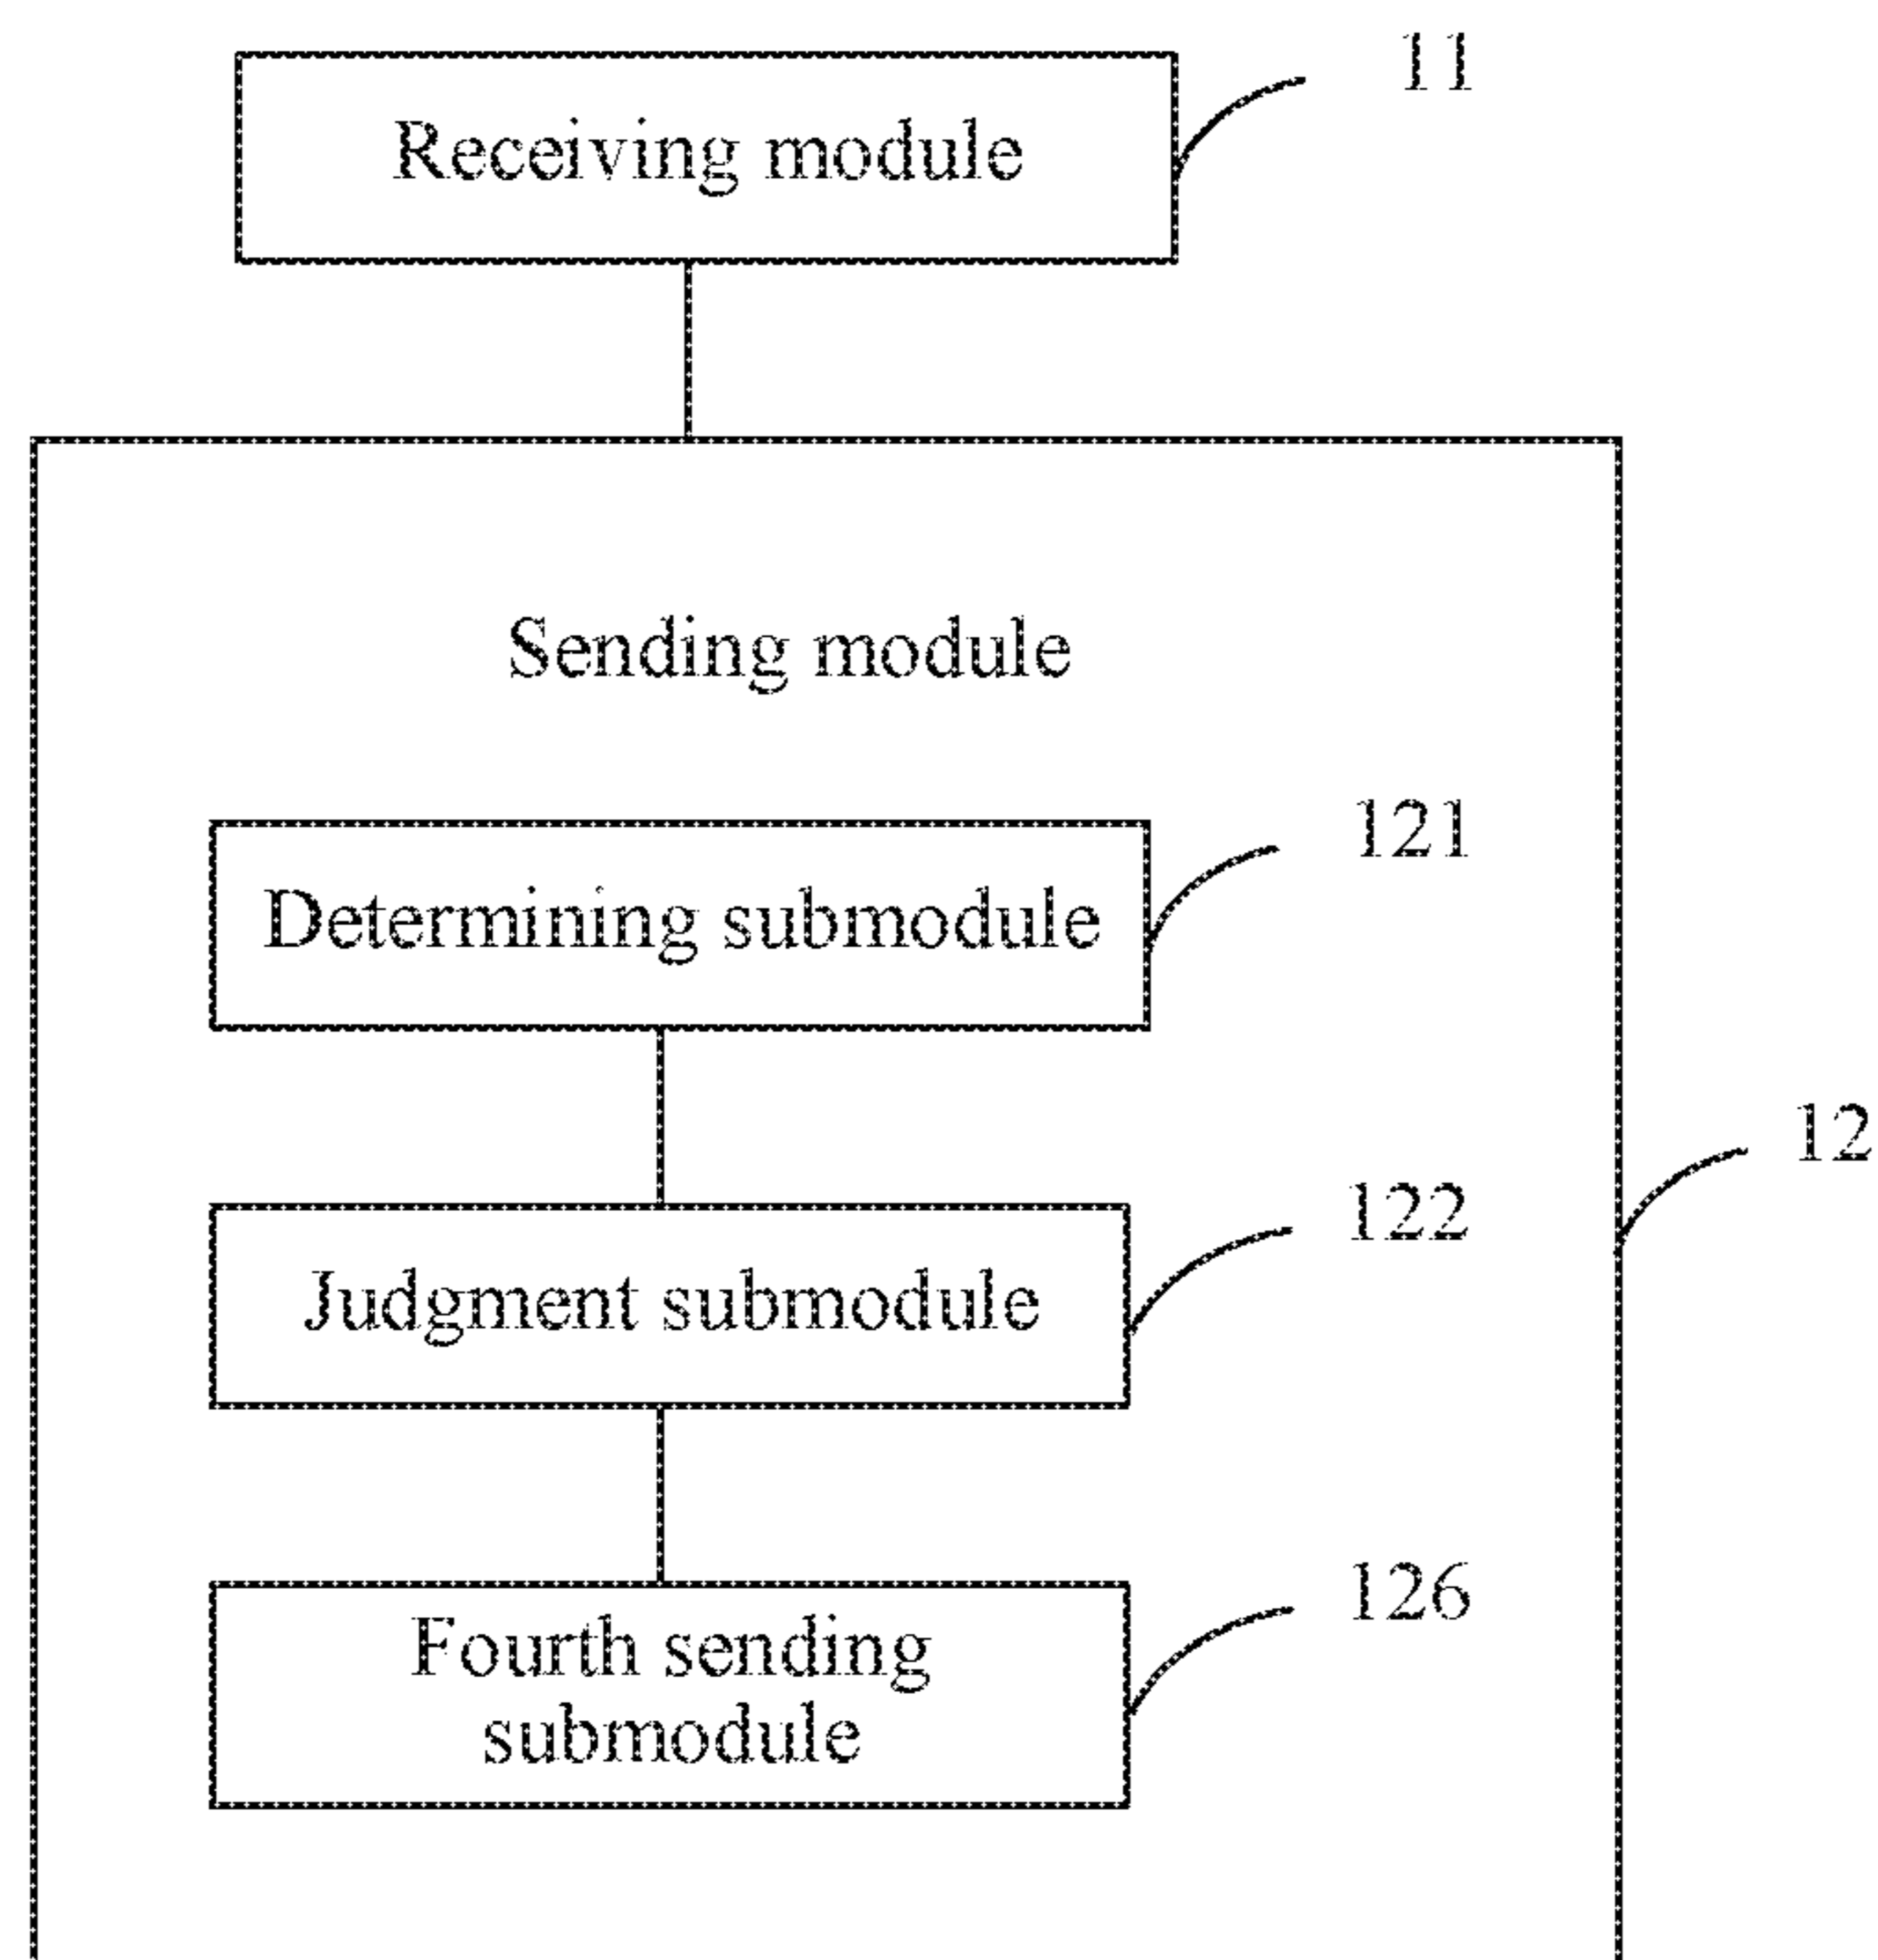 11
Receiving module
Sending module
121
Determining submodule
12
122
Judgment submodule
126
Fourth sending
submodule